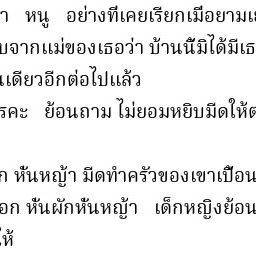 า หนู อย่างที่เคยเรียกเมื่อยามเย
บจากแม่ของเธอว่า บ้านนี้มิได้มีเธ
นเดียวอีกต่อไปแล้ว
รคะ ย้อนถาม ไม่ยอมหยิบมีดให้ต
ก หั่นหญ้า มีดทำครัวของเขาเปื้อน
อก หั่นผักหั่นหญ้า เด็กหญิงย้อน
ให้